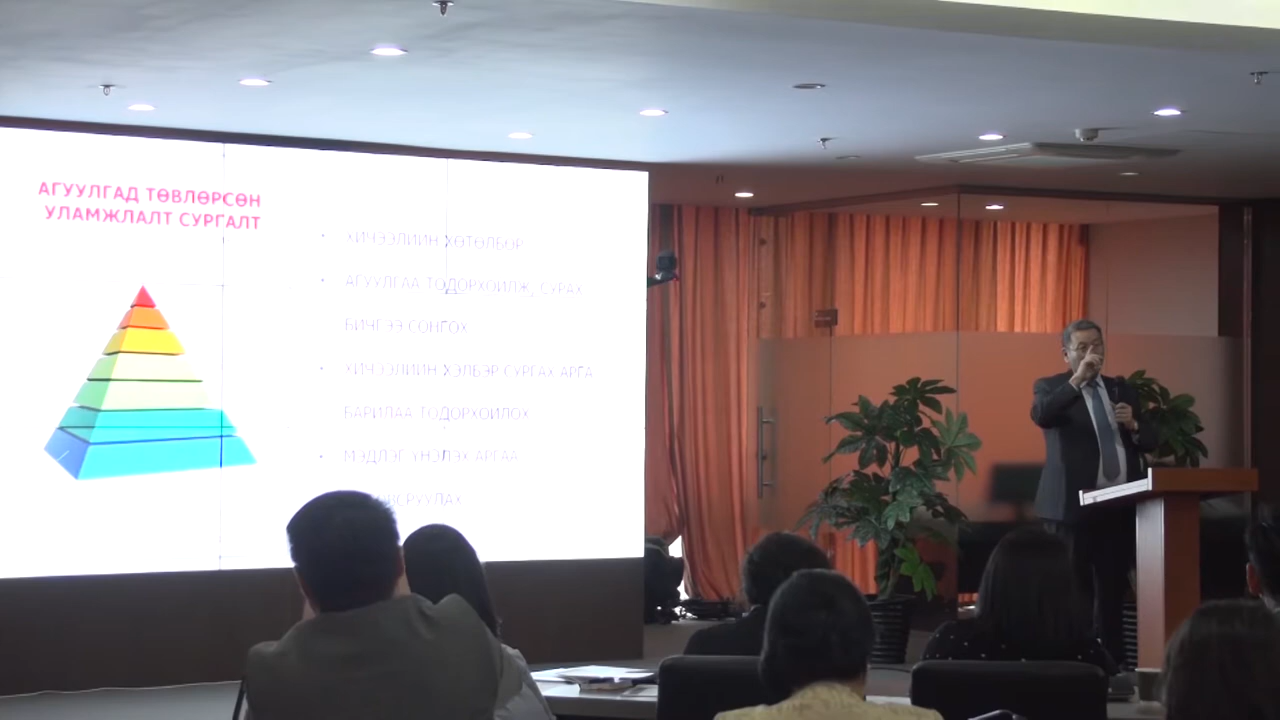 АГУУЛГАД ТӨВЛӨРСӨН
УЛАМЖЛАЛТ СУРГАЛТ
ХИЧЭЭЛИЙН ХӨТӨЛБӨР
АГУУЛГАА ТОДОРХОЙЛЖ, СУРАХ
БИЧГЭЭ СОНГОХ
ХИЧЭЭЛИЙН ХЭЛБЭР СУРГАХ АРГА
БАРИЛАА ТОДОРХОЙЛОХ
МЭДЛЭГ ҮНЭЛЭХ АРГАА